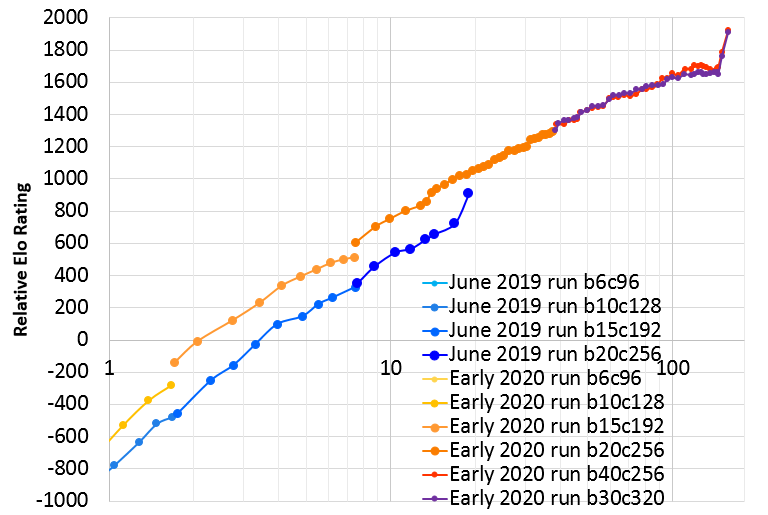 2000
1800
1600
1400
1200
1000
800
600
400
200
0
-200
-400
-600
-800
-1000
Relative Elo Rating
1
10
100
June 2019 run b6c96
June 2019 run b10c128
June 2019 run b15c192
June 2019 run b20c256
Early 2020 run b6c96
Early 2020 run b10c128
Early 2020 run b15c192
Early 2020 run b20c256
Early 2020 run b40c256
Early 2020 run b30c320